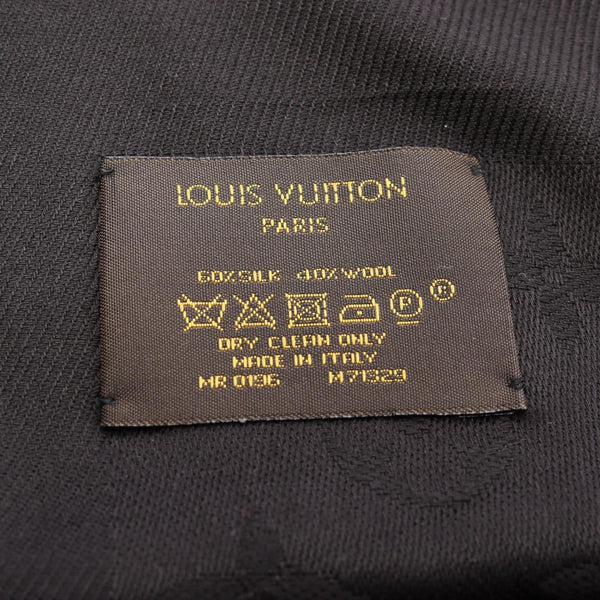 LOUIS VUITTON
PARIS
60%SILK 40%WOOL
P ®
DRY CLEAN ONLY
MADE IN ITALY
MR 0196 M71329